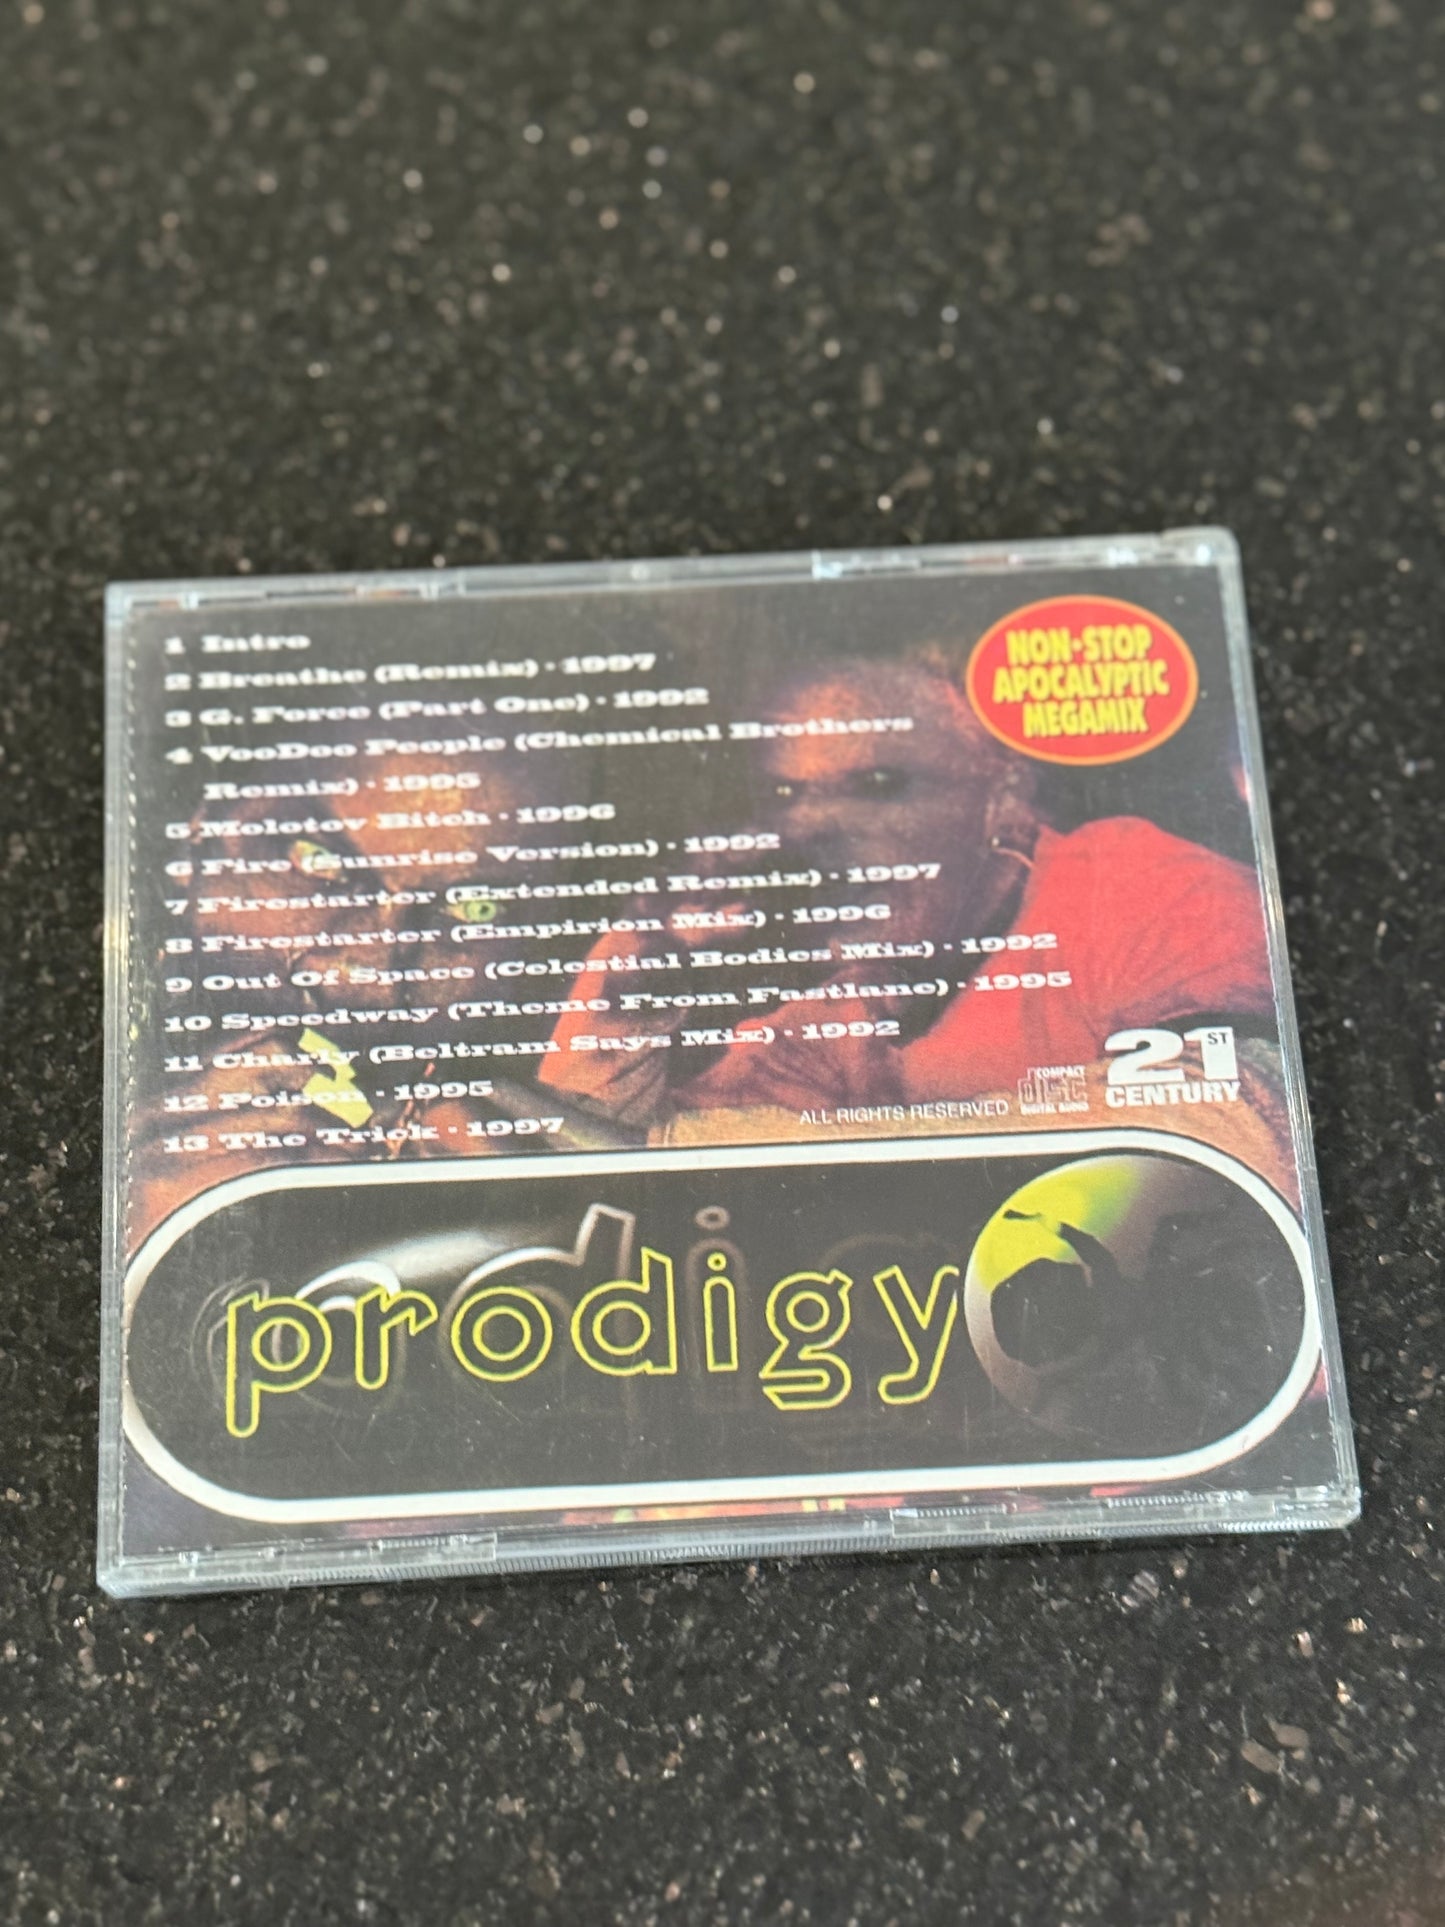 1 Intro
2 Breathe (Remix) · 1997
3 G. Force (Part One) · 1992
4 VooDoo People (Chemical Brothers
Remix) · 1995
5 Molotov Bitch · 1996
6 Fire (Sunrise Version) · 1992
7 Firestarter (Extended Remix) · 1997
8 Firestarter (Empirion Mix) · 1996
9 Out Of Space (Celestial Bodies Mix) · 1992
10 Speedway (Theme From Fastlane) · 1995
11 Charly (Beltram Says Mix) · 1992
12 Poison · 1995
13 The Trick · 1997
NON-STOP
APOCALYPTIC
MEGAMIX
ALL RIGHTS RESERVED
COMPACT
disc
DIGITAL AUDIO
21ST
CENTURY
prodigy